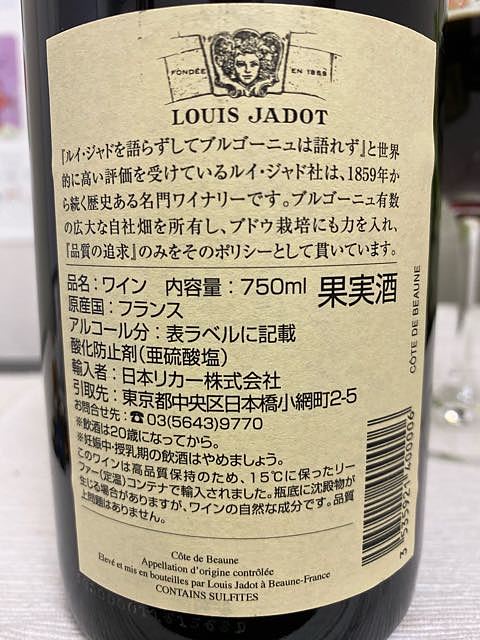 FONDÉE EN 1859
LOUIS JADOT
『ルイ・ジャドを語らずしてブルゴーニュは語れず』と世界
的に高い評価を受けているルイ・ジャド社は、1859年か
ら続く歴史ある名門ワイナリーです。ブルゴーニュ有数
の広大な自社畑を所有し、ブドウ栽培にも力を入れ、
『品質の追求』のみをそのポリシーとして貫いています。
品名：ワイン 内容量：750ml 果実酒
原産国：フランス
アルコール分：表ラベルに記載
酸化防止剤(亜硫酸塩)
輸入者：日本リカー株式会社
引取先：東京都中央区日本橋小網町2-5
お問合せ先：☎03(5643)9770
※飲酒は20歳になってから。
※妊娠中・授乳期の飲酒はやめましょう。
このワインは高品質保持のため、15℃に保ったリー
ファー(定温)コンテナで輸入されました。瓶底に沈殿物が
生じる場合がありますが、ワインの自然な成分です。品質
上問題はありません。
CÔTE DE BEAUNE
3 535921 400006
Côte de Beaune
Appellation d'origine contrôlée
Elevé et mis en bouteilles par Louis Jadot à Beaune-France
CONTAINS SULFITES